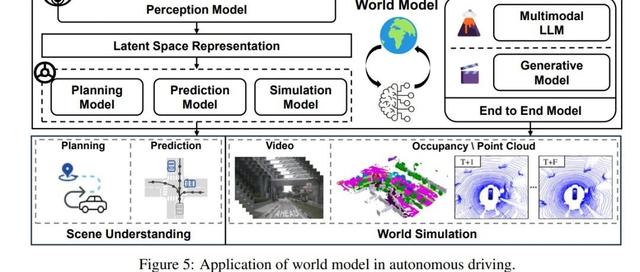 Perception Model
Latent Space Representation
Planning
Model
Prediction
Model
Simulation
Model
World Model
Multimodal
LLM
Generative
Model
End to End Model
Planning
Prediction
Scene Understanding
Video
AHEAD
Occupancy \ Point Cloud
T+1
...
T+F
World Simulation
Figure 5: Application of world model in autonomous driving.